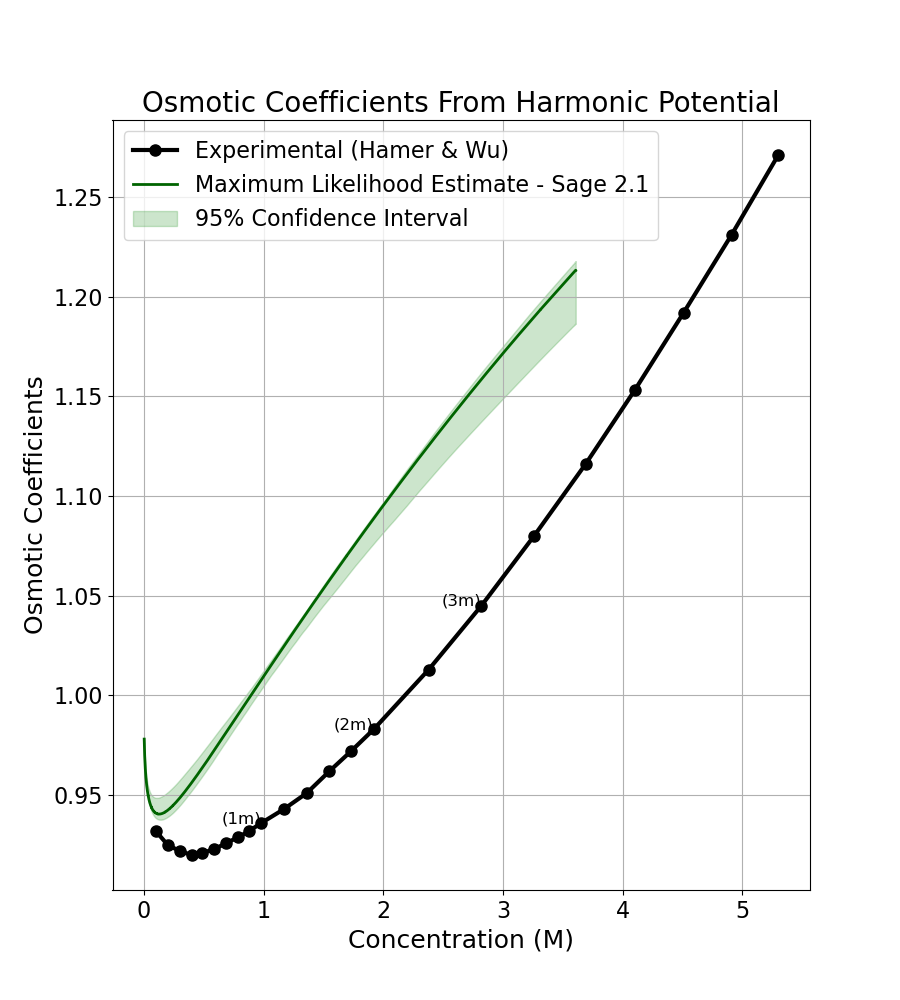 Osmotic Coefficients From Harmonic Potential
Experimental (Hamer & Wu)
Maximum Likelihood Estimate - Sage 2.1
95% Confidence Interval
Osmotic Coefficients
1.25
1.20
1.15
1.10
1.05
1.00
0.95
(3m)
(2m)
(1m)
0 1 2 3 4 5
Concentration (M)